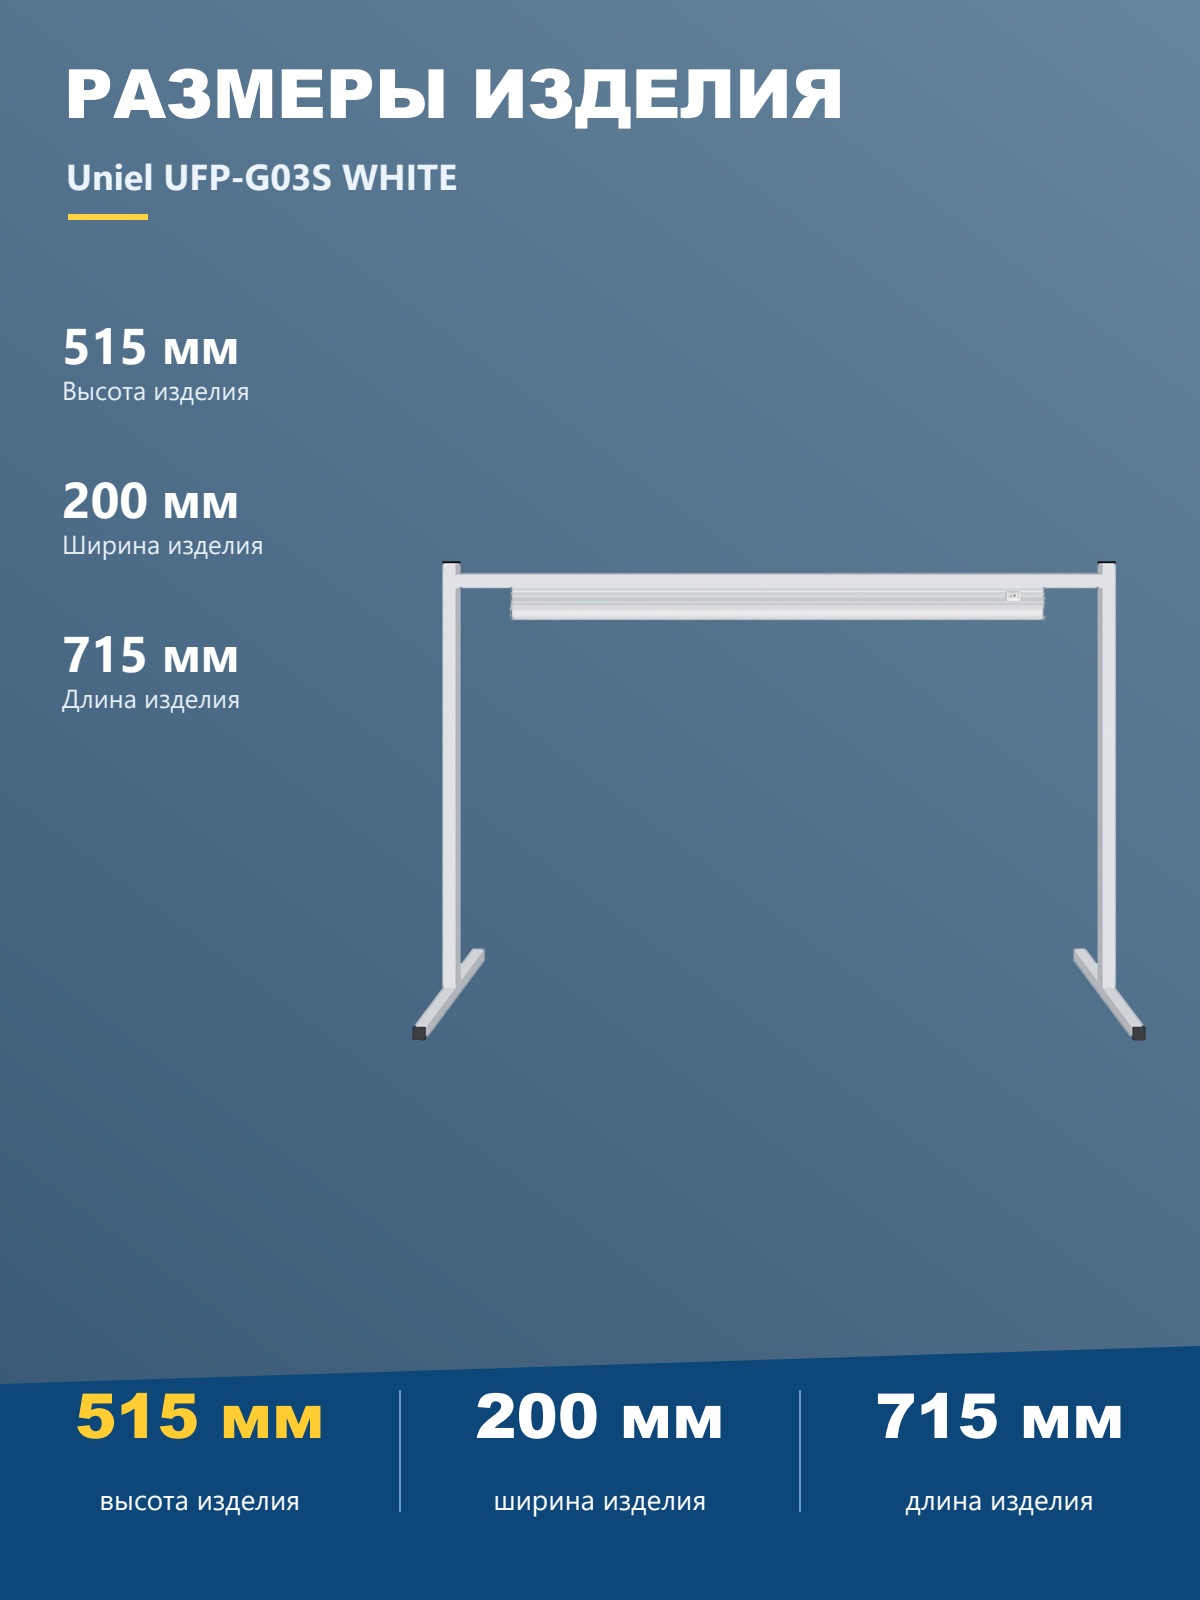 РАЗМЕРЫ ИЗДЕЛИЯ
Uniel UFP-G03S WHITE
515 мм
Высота изделия
200 мм
Ширина изделия
715 мм
Длина изделия
515 мм
высота изделия
200 мм
ширина изделия
715 мм
длина изделия